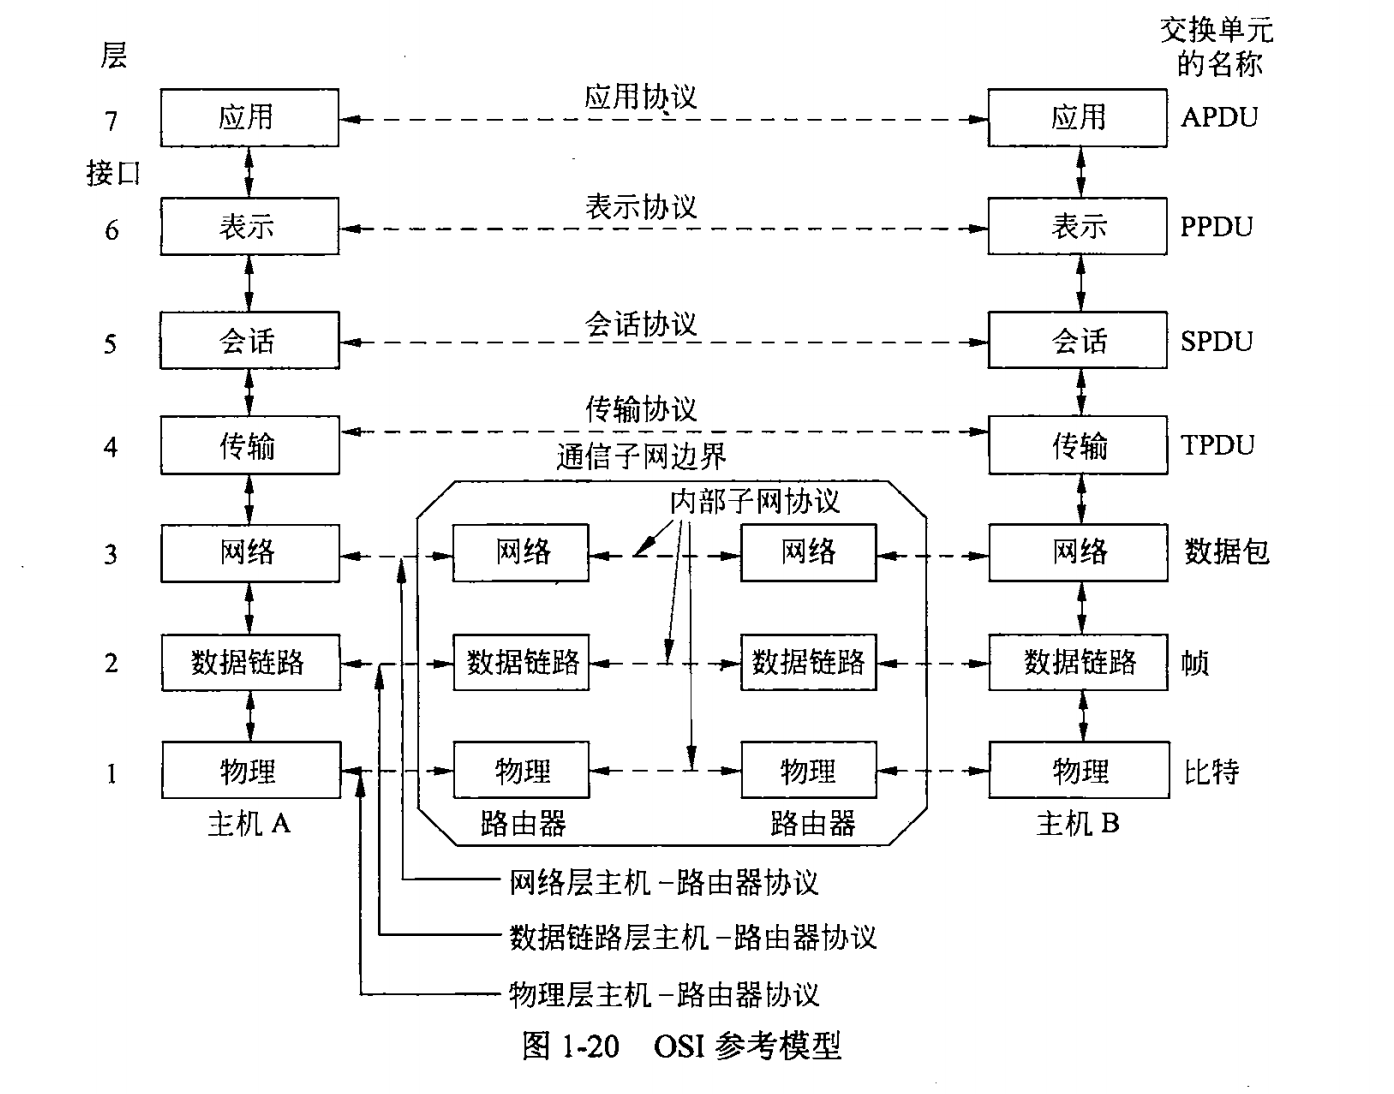 交换单元
的名称
层
7
应用
应用协议
应用
APDU
接口
6
表示
表示协议
表示
PPDU
5
会话
会话协议
会话
SPDU
4
传输
传输协议
传输
TPDU
通信子网边界
内部子网协议
3
网络
网络
网络
网络
数据包
2
数据链路
数据链路
数据链路
数据链路
帧
1
物理
物理
物理
物理
比特
主机 A
路由器
路由器
主机 B
网络层主机－路由器协议
数据链路层主机－路由器协议
物理层主机－路由器协议
图 1-20 OSI 参考模型